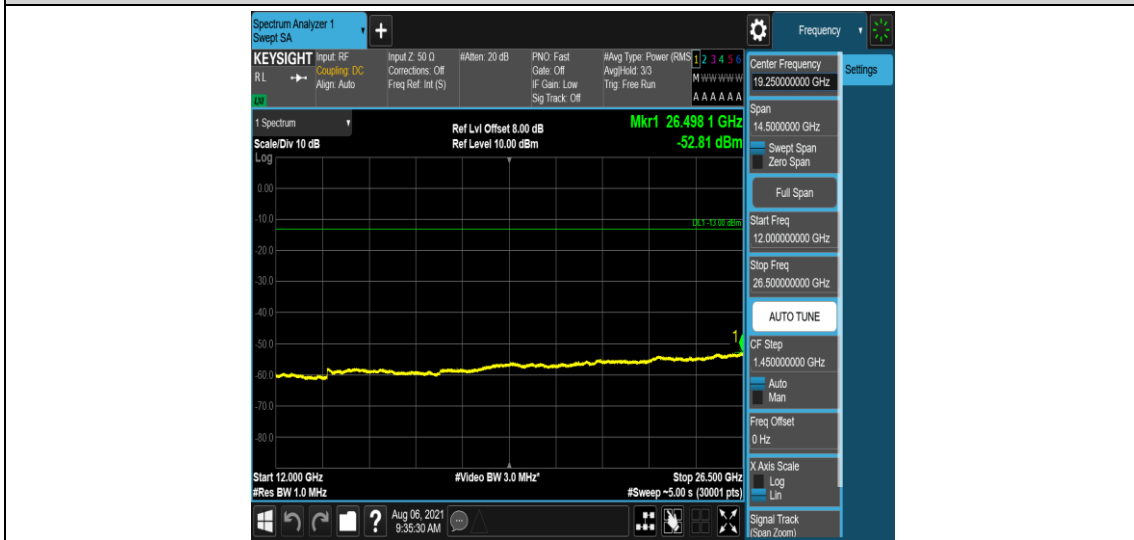 Spectrum Analyzer 1
Swept SA
+
Frequency
KEYSIGHT
RL
Input: RF
Coupling: DC
Align: Auto
Input Z: 50 Ω
Corrections: Off
Freq Ref: Int (S)
#Atten: 20 dB
PNO: Fast
Gate: Off
IF Gain: Low
Sig Track: Off
#Avg Type: Power (RMS
Avg|Hold: 3/3
Trig: Free Run
1 2 3 4 5 6
M W W W W W
A A A A A A
Center Frequency
19.250000000 GHz
Settings
1 Spectrum
Scale/Div 10 dB
Ref Lvl Offset 8.00 dB
Ref Level 10.00 dBm
Mkr1 26.498 1 GHz
-52.81 dBm
Log
0.00
-10.0
DL1 -13.00 dBm
-20.0
-30.0
-40.0
-50.0
1
-60.0
-70.0
-80.0
Start 12.000 GHz
#Video BW 3.0 MHz*
Stop 26.500 GHz
#Res BW 1.0 MHz
#Sweep ~5.00 s (30001 pts)
Span
14.5000000 GHz
Swept Span
Zero Span
Full Span
Start Freq
12.000000000 GHz
Stop Freq
26.500000000 GHz
AUTO TUNE
CF Step
1.450000000 GHz
Auto
Man
Freq Offset
0 Hz
X Axis Scale
Log
Lin
Signal Track
(Span Zoom)
?
Aug 06, 2021
9:35:30 AM